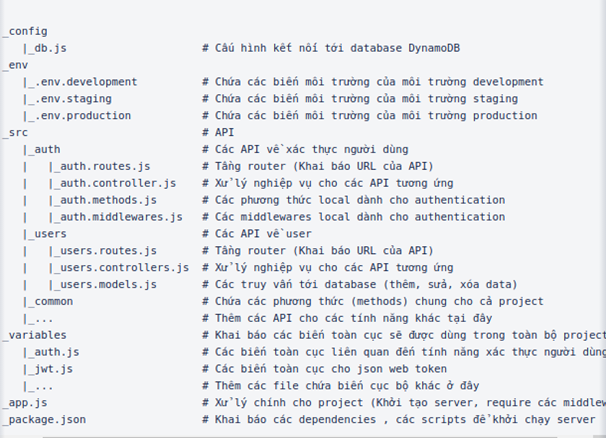 _config
|_db.js # Cấu hình kết nối tới database DynamoDB
_env
|_.env.development # Chứa các biến môi trường của môi trường development
|_.env.staging # Chứa các biến môi trường của môi trường staging
|_.env.production # Chứa các biến môi trường của môi trường production
_src # API
|_auth # Các API về xác thực người dùng
| |_auth.routes.js # Tầng router (Khai báo URL của API)
| |_auth.controller.js # Xử lý nghiệp vụ cho các API tương ứng
| |_auth.methods.js # Các phương thức local dành cho authentication
| |_auth.middlewares.js # Các middlewares local dành cho authentication
|_users # Các API về user
| |_users.routes.js # Tầng router (Khai báo URL của API)
| |_users.controllers.js # Xử lý nghiệp vụ cho các API tương ứng
| |_users.models.js # Các truy vấn tới database (thêm, sửa, xóa data)
|_common # Chứa các phương thức (methods) chung cho cả project
|_... # Thêm các API cho các tính năng khác tại đây
_variables # Khai báo các biến toàn cục sẽ được dùng trong toàn bộ project
|_auth.js # Các biến toàn cục liên quan đến tính năng xác thực người dùng
|_jwt.js # Các biến toàn cục cho json web token
|_... # Thêm các file chứa biến cục bộ khác ở đây
_app.js # Xử lý chính cho project (Khởi tạo server, require các middlew
_package.json # Khai báo các dependencies , các scripts để khởi chạy server